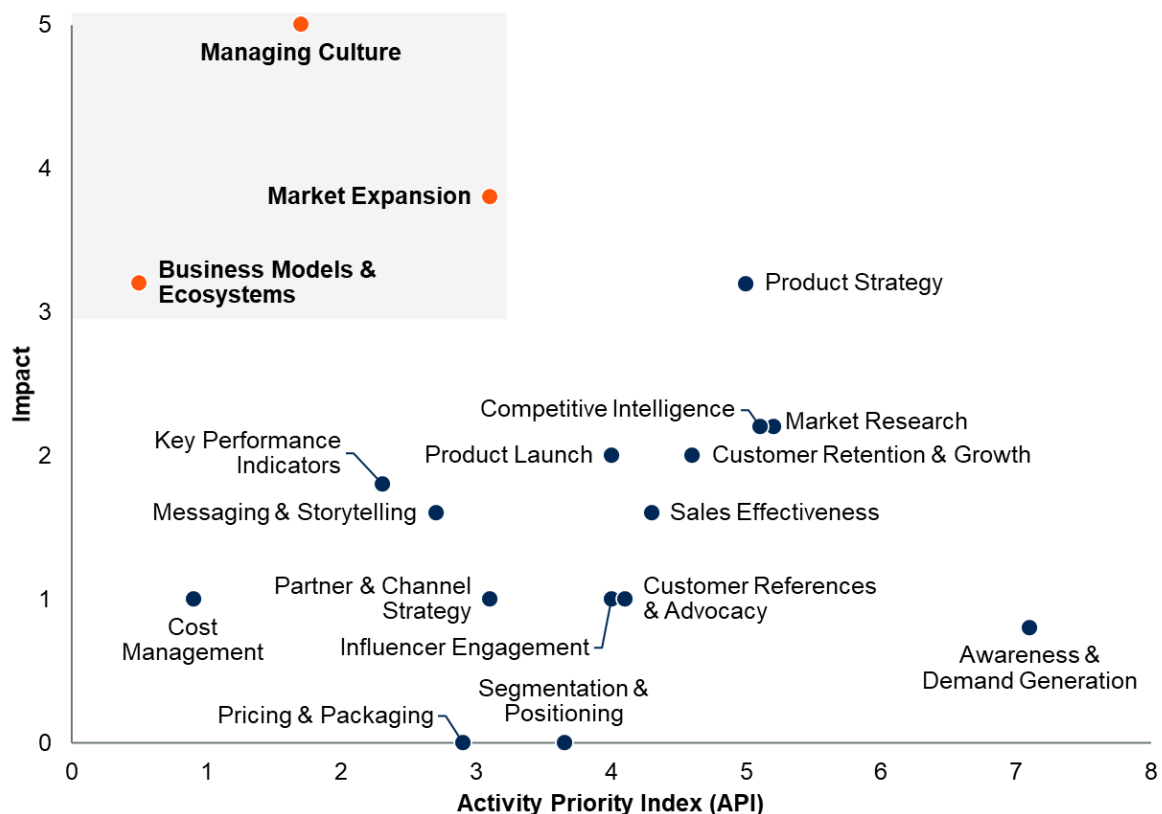 5
Managing Culture
4
Market Expansion
Business Models &
Ecosystems
Product Strategy
3
Impact
Competitive Intelligence
Market Research
Key Performance
Indicators
Product Launch
Customer Retention & Growth
2
Messaging & Storytelling
Sales Effectiveness
Partner & Channel
Strategy
Customer References
& Advocacy
1
Cost
Management
Influencer Engagement
Awareness &
Demand Generation
Segmentation &
Positioning
Pricing & Packaging
0
0 1 2 3 4 5 6 7 8
Activity Priority Index (API)